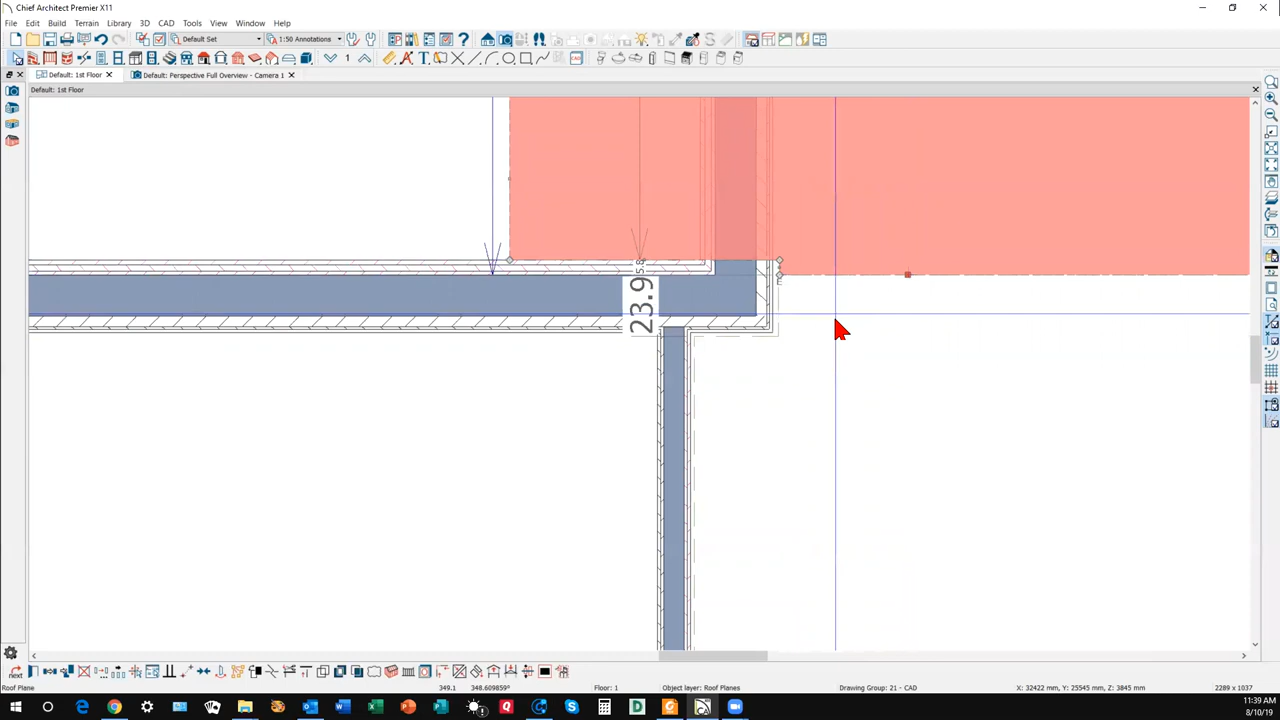 Chief Architect Premier X11
File Edit Build Terrain Library 3D CAD Tools View Window Help
Default Set 1:50 Annotations
1
Default: 1st Floor Default: Perspective Full Overview - Camera 1
Default: 1st Floor
23.9
next
Roof Plane 349.1 348.609859° Floor: 1 Object layer: Roof Planes Drawing Group: 21 - CAD X: 32422 mm, Y: 25545 mm, Z: 3845 mm 2289 x 1037
11:39 AM
8/10/19